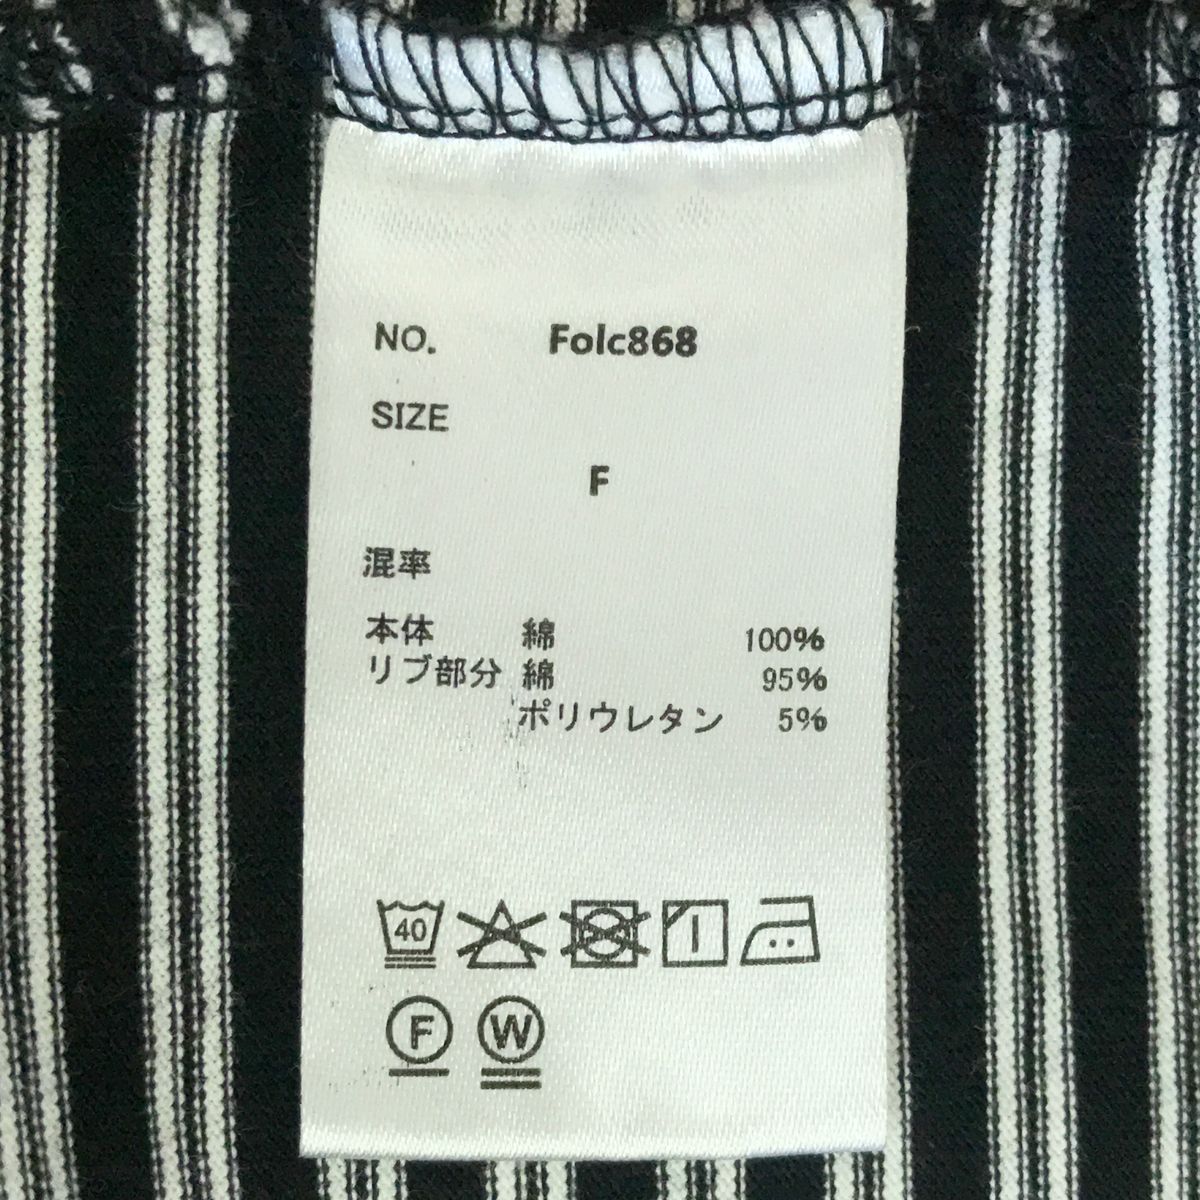 NO. Folc868
SIZE
F
混率
本体 綿 100%
リブ部分 綿 95%
ポリウレタン 5%
40
F W